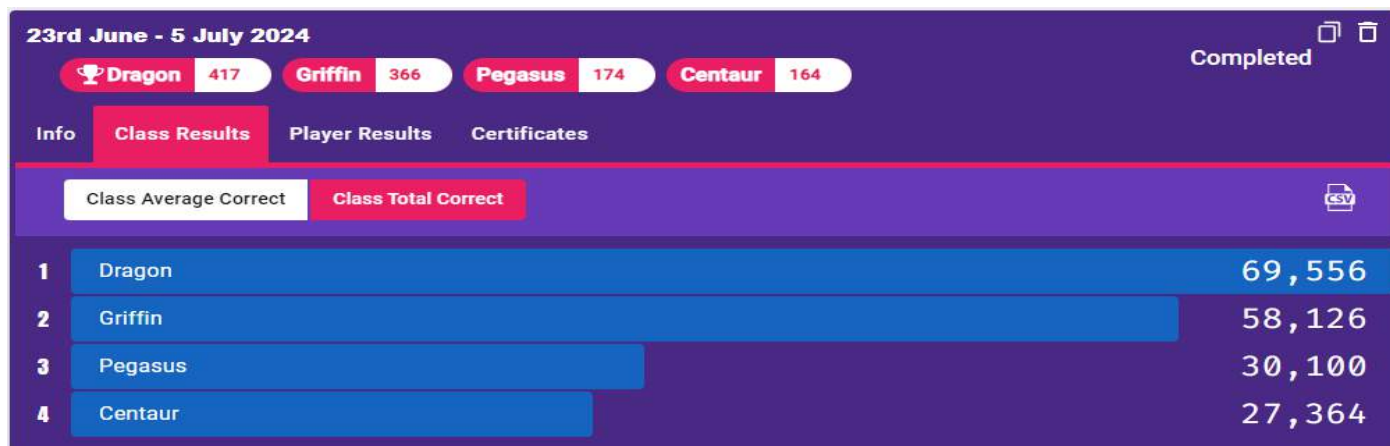 23rd June - 5 July 2024
Completed
Dragon 417 Griffin 366 Pegasus 174 Centaur 164
Info Class Results Player Results Certificates
Class Average Correct Class Total Correct CSV
1 Dragon 69,556
2 Griffin 58,126
3 Pegasus 30,100
4 Centaur 27,364